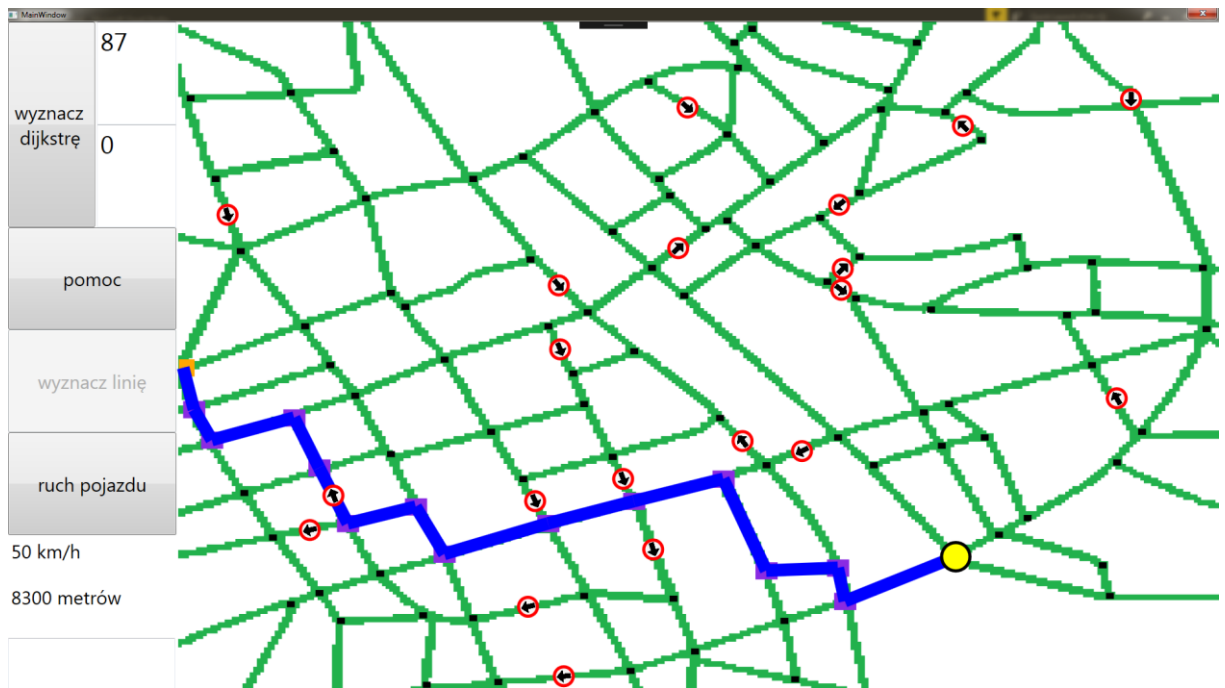 MainWindow
87
wyznacz
dijkstrę
0
pomoc
wyznacz linię
ruch pojazdu
50 km/h
8300 metrów